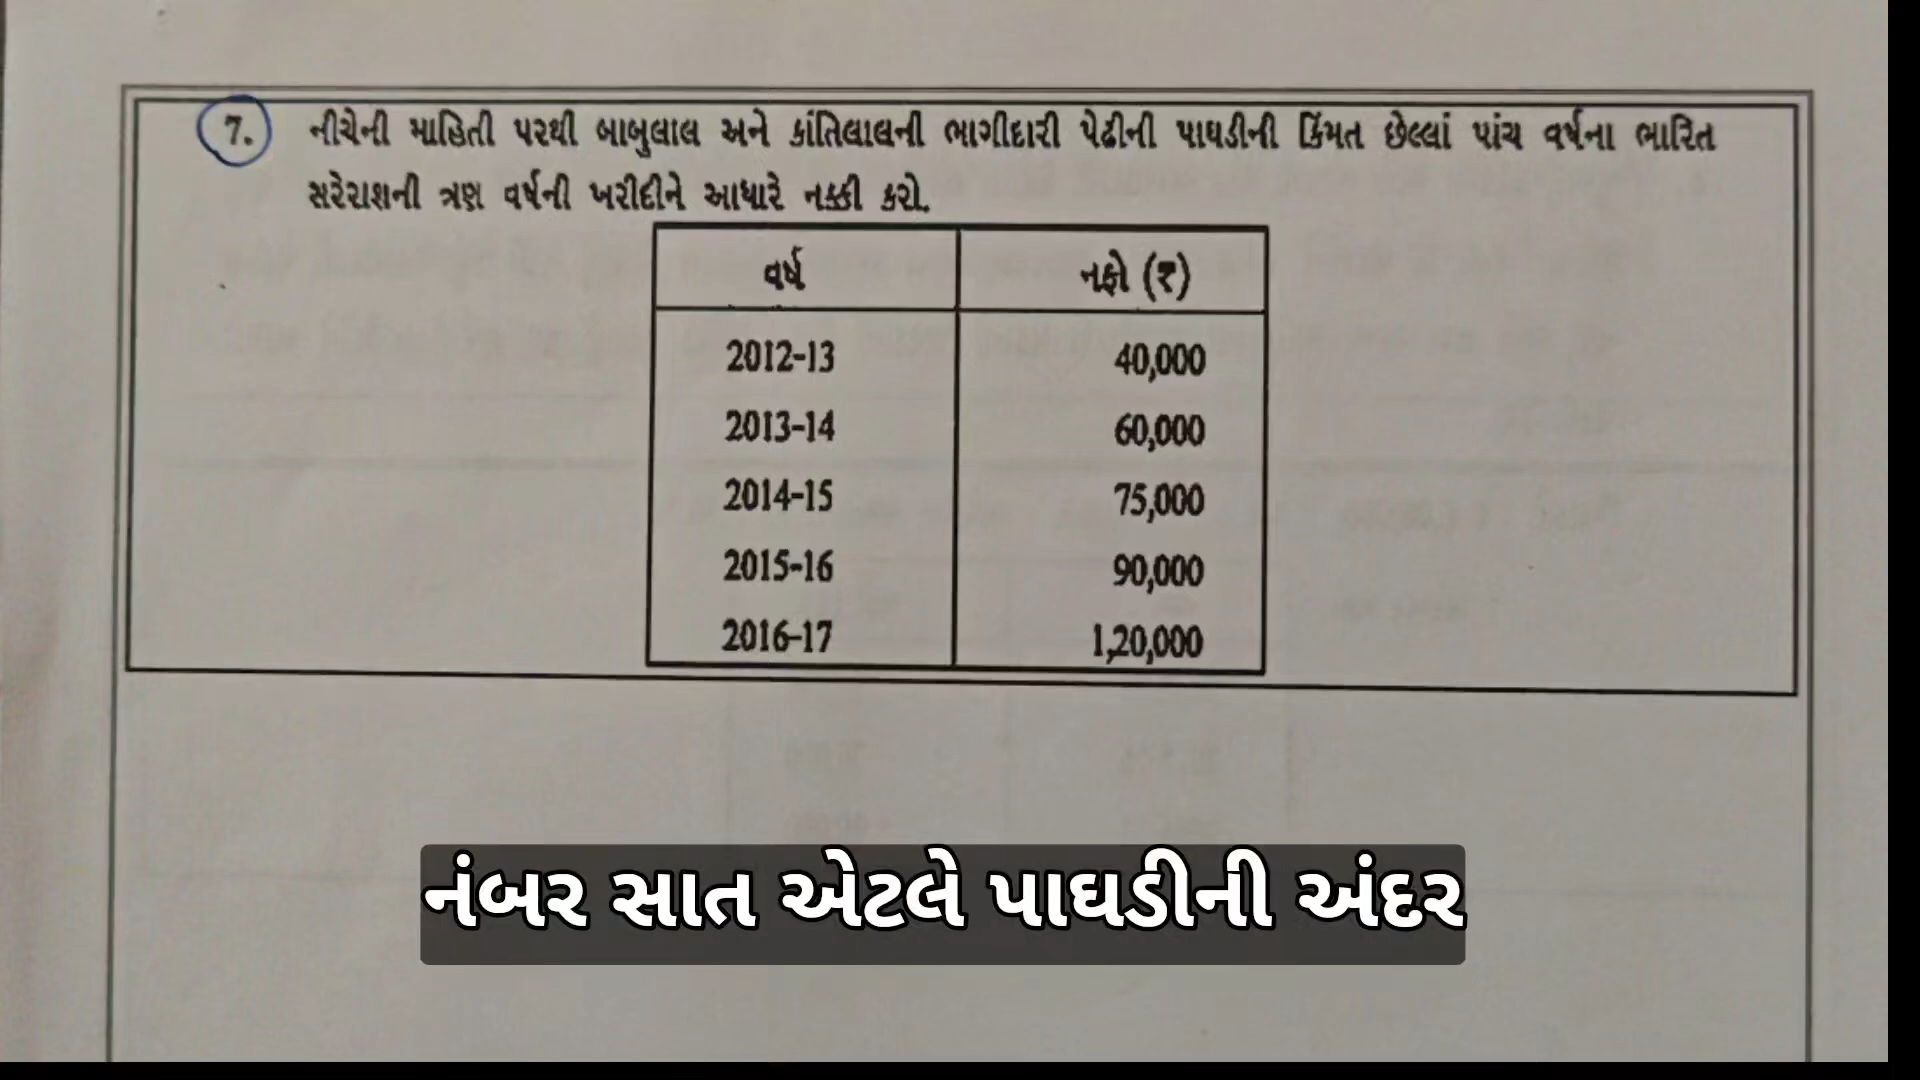 7. નીચેની માહિતી પરથી બાબુલાલ અને કાંતિલાલની ભાગીદારી પેઢીની પાઘડીની કિંમત છેલ્લાં પાંચ વર્ષના ભારિત
સરેરાશની ત્રણ વર્ષની ખરીદીને આધારે નક્કી કરો.
વર્ષ નફો (₹)
2012-13 40,000
2013-14 60,000
2014-15 75,000
2015-16 90,000
2016-17 1,20,000
નંબર સાત એટલે પાઘડીની અંદર